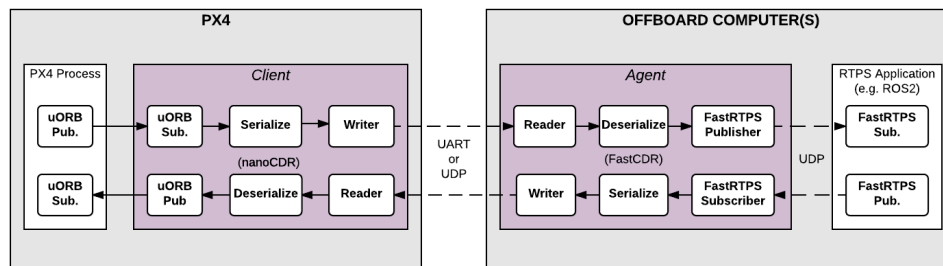 PX4
OFFBOARD COMPUTER(S)
PX4 Process
Client
Agent
RTPS Application
(e.g. ROS2)
uORB
Pub.
uORB
Sub.
Serialize
Writer
Reader
Deserialize
FastRTPS
Publisher
FastRTPS
Sub.
(nanoCDR)
UART
or
UDP
(FastCDR)
UDP
uORB
Sub.
uORB
Pub
Deserialize
Reader
Writer
Serialize
FastRTPS
Subscriber
FastRTPS
Pub.